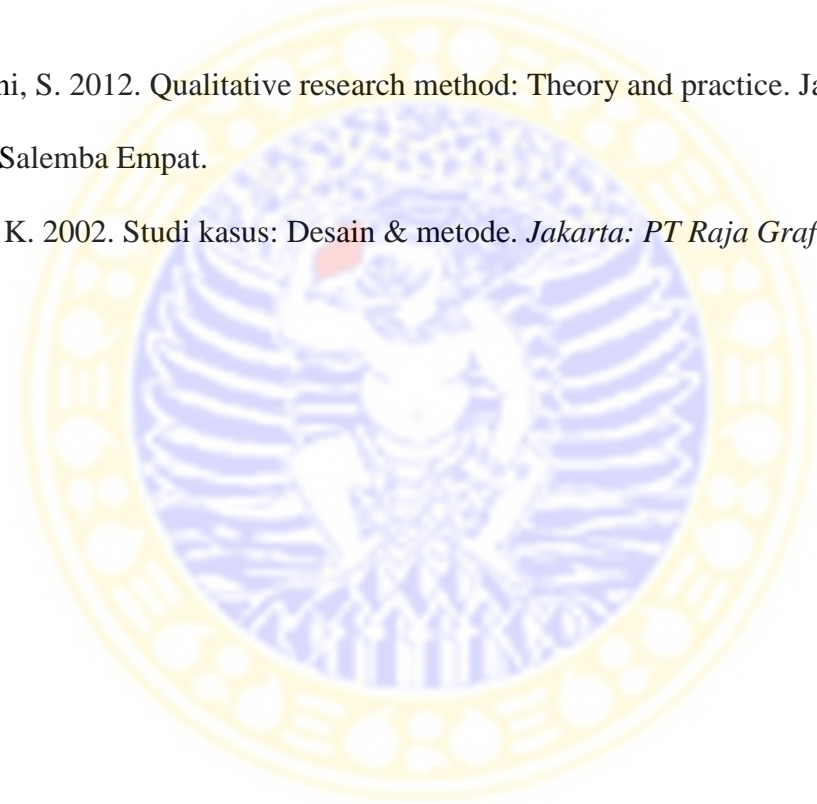 ni, S. 2012. Qualitative research method: Theory and practice. Ja
Salemba Empat.
K. 2002. Studi kasus: Desain & metode. Jakarta: PT Raja Graf